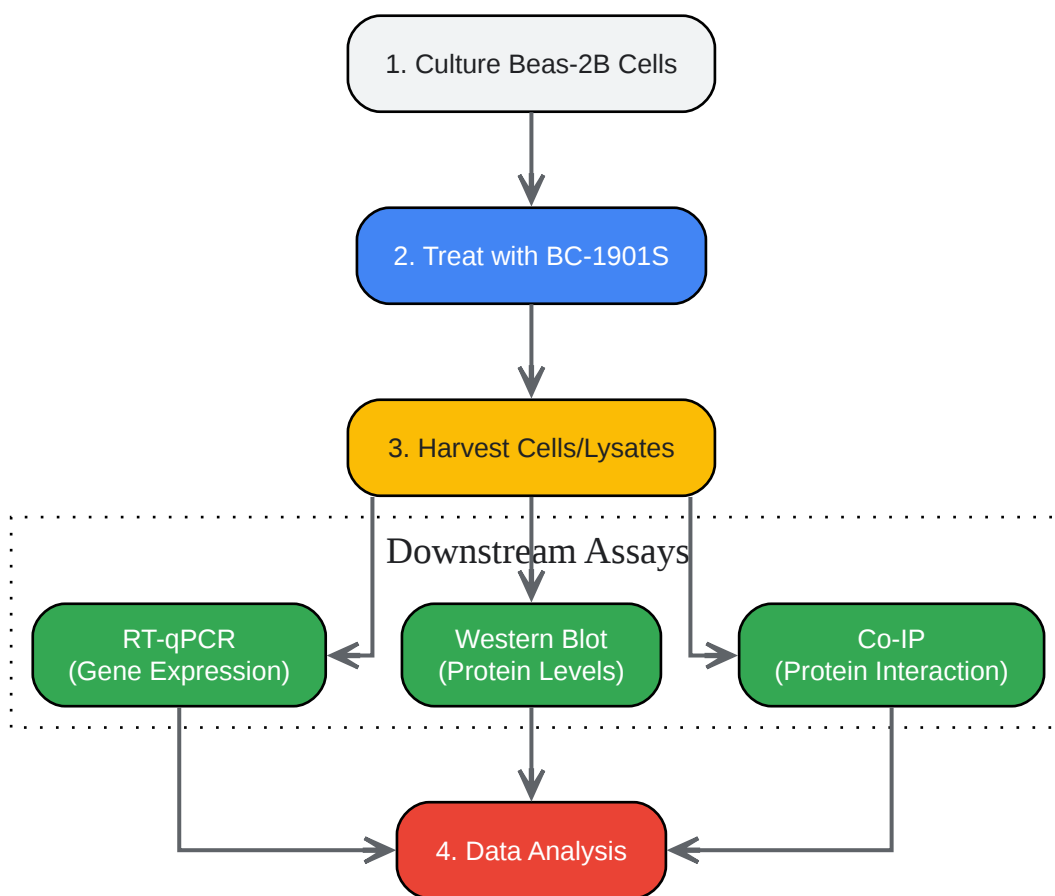 1. Culture Beas-2B Cells
2. Treat with BC-1901S
3. Harvest Cells/Lysates
Downstream Assays
RT-qPCR
(Gene Expression)
Western Blot
(Protein Levels)
Co-IP
(Protein Interaction)
4. Data Analysis